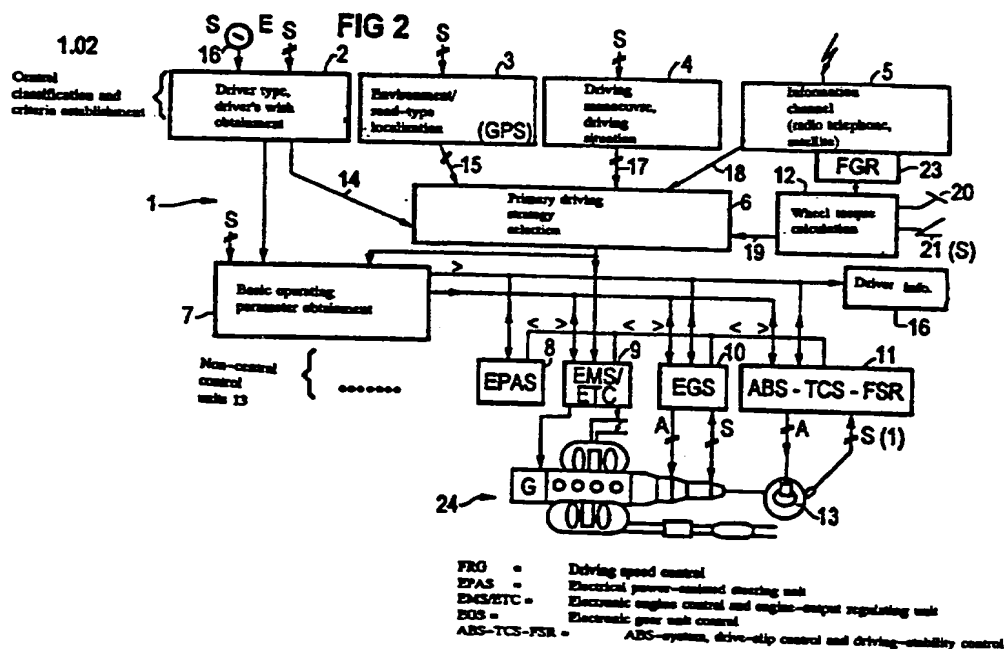 FIG 2
1.02
S
16
E
S
2
S
3
S
4
5
Control
classification and
criteria establishment
Driver type,
driver's wish
obtainment
Environment/
road-type
localization
(GPS)
Driving
manoeuvre,
driving
situation
Information
channel
(radio telephone,
satellite)
FGR
23
14
15
17
18
12
1
S
Primary driving
strategy
selection
6
19
Wheel torque
calculation
20
21 (S)
>
Basic operating
parameter obtainment
7
Driver info.
16
< >
< >
< >
Non-central
control
units 13
.......
8
EPAS
9
EMS/
ETC
10
EGS
11
ABS - TCS - FSR
A
S
A
S (1)
24
G
13
FRG = Driving speed control
EPAS = Electrical power-assisted steering unit
EMS/ETC = Electronic engine control and engine-output regulating unit
EGS = Electronic gear unit control
ABS-TCS-FSR = ABS-system, drive-slip control and driving-stability control